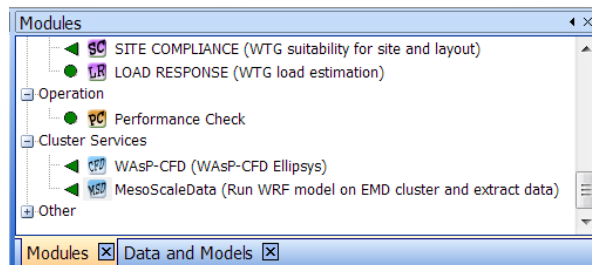 Modules
SC SITE COMPLIANCE (WTG suitability for site and layout)
LR LOAD RESPONSE (WTG load estimation)
Operation
PC Performance Check
Cluster Services
CFD WAsP-CFD (WAsP-CFD Ellipsys)
MSD MesoScaleData (Run WRF model on EMD cluster and extract data)
Other
Modules Data and Models